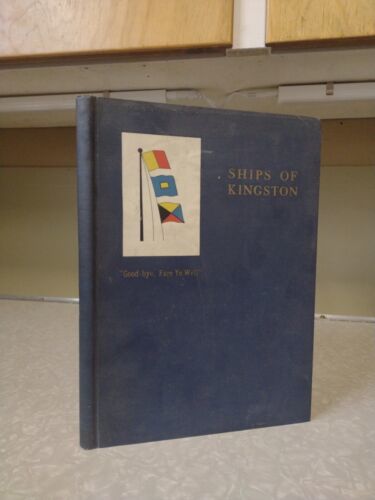 SHIPS OF
KINGSTON
"Good-bye, Fare Ye Well"